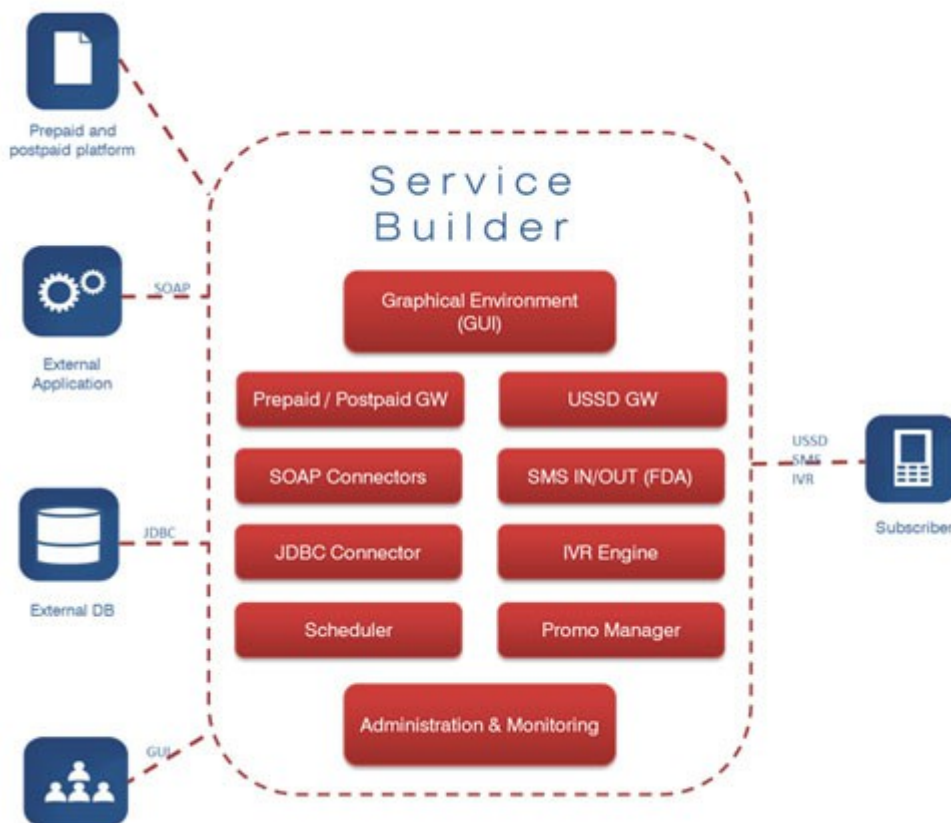 Prepaid and
postpaid platform
Service
Builder
SOAP
Graphical Environment
(GUI)
External
Application
Prepaid / Postpaid GW
USSD GW
SOAP Connectors
SMS IN/OUT (FDA)
USSD
SMS
IVR
Subscriber
JDBC
JDBC Connector
IVR Engine
External DB
Scheduler
Promo Manager
Administration & Monitoring
GUI